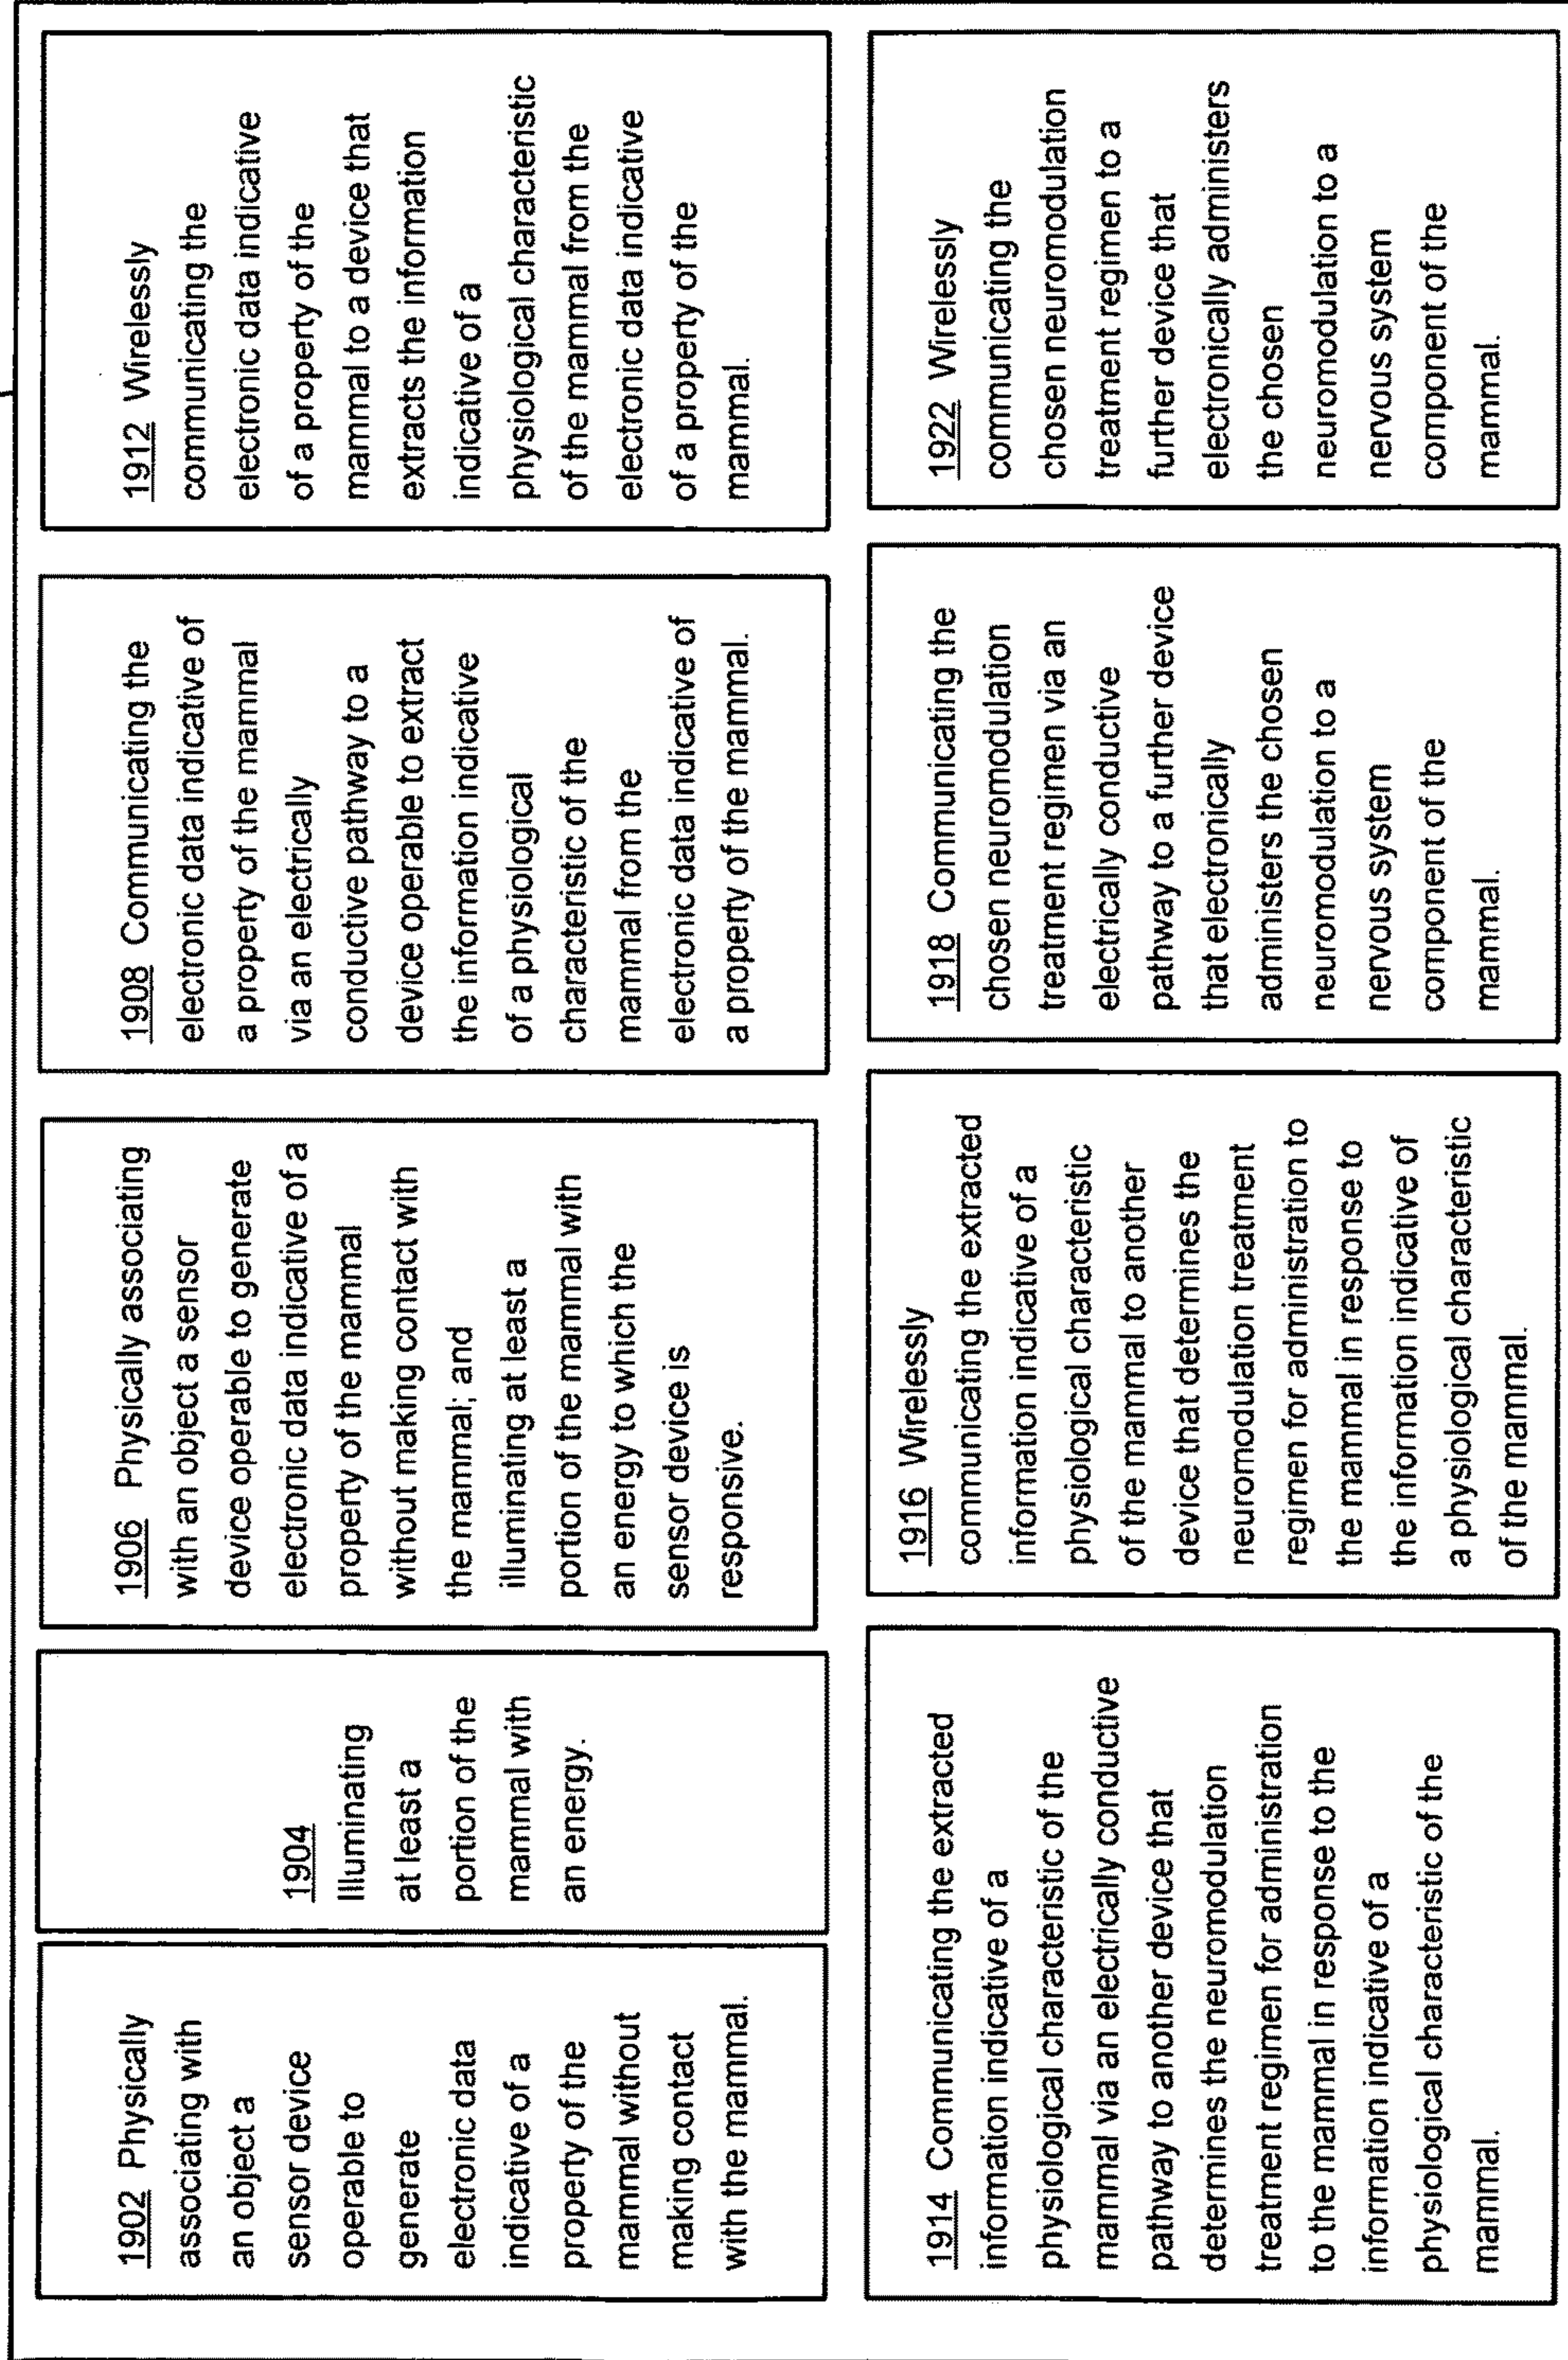 1902 Physically
associating with
an object a
sensor device
operable to
generate
electronic data
indicative of a
property of the
mammal without
making contact
with the mammal.
1904
Illuminating
at least a
portion of the
mammal with
an energy.
1906 Physically associating
with an object a sensor
device operable to generate
electronic data indicative of a
property of the mammal
without making contact with
the mammal; and
illuminating at least a
portion of the mammal with
an energy to which the
sensor device is
responsive.
1908 Communicating the
electronic data indicative of
a property of the mammal
via an electrically
conductive pathway to a
device operable to extract
the information indicative
of a physiological
characteristic of the
mammal from the
electronic data indicative of
a property of the mammal.
1912 Wirelessly
communicating the
electronic data indicative
of a property of the
mammal to a device that
extracts the information
indicative of a
physiological characteristic
of the mammal from the
electronic data indicative
of a property of the
mammal.
1914 Communicating the extracted
information indicative of a
physiological characteristic of the
mammal via an electrically conductive
pathway to another device that
determines the neuromodulation
treatment regimen for administration
to the mammal in response to the
information indicative of a
physiological characteristic of the
mammal.
1916 Wirelessly
communicating the extracted
information indicative of a
physiological characteristic
of the mammal to another
device that determines the
neuromodulation treatment
regimen for administration to
the mammal in response to
the information indicative of
a physiological characteristic
of the mammal.
1918 Communicating the
chosen neuromodulation
treatment regimen via an
electrically conductive
pathway to a further device
that electronically
administers the chosen
neuromodulation to a
nervous system
component of the
mammal.
1922 Wirelessly
communicating the
chosen neuromodulation
treatment regimen to a
further device that
electronically administers
the chosen
neuromodulation to a
nervous system
component of the
mammal.